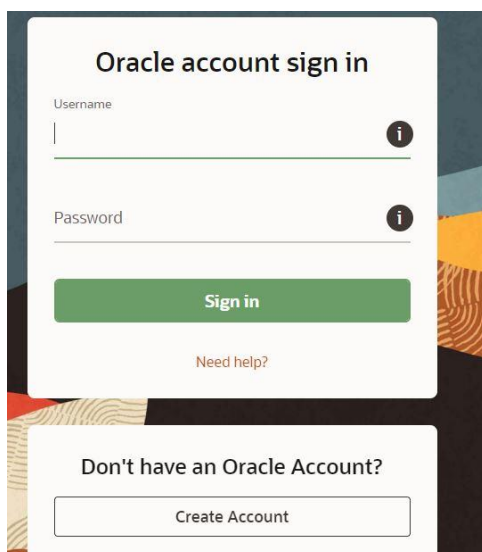 Oracle account sign in
Username
i
Password
i
Sign in
Need help?
Don't have an Oracle Account?
Create Account